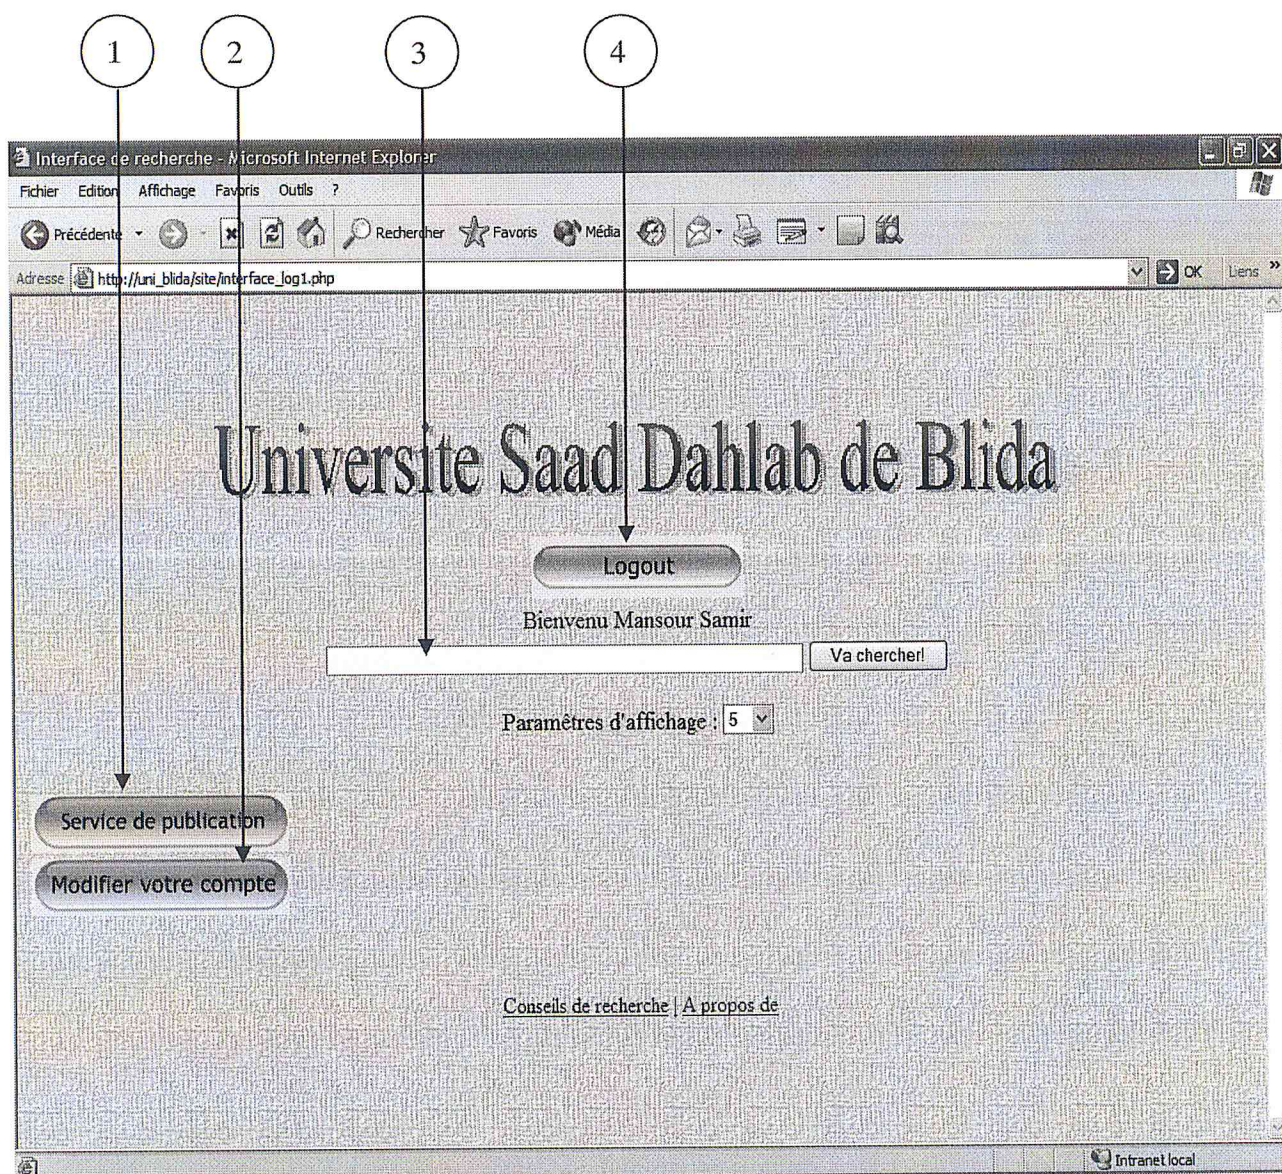 1 2 3 4
Interface de recherche - Microsoft Internet Explorer
Fichier Edition Affichage Favoris Outils ?
Précédente Rechercher Favoris Média
Adresse http://uni_blida/site/interface_log1.php OK Liens »
Universite Saad Dahlab de Blida
Logout
Bienvenu Mansour Samir
Va chercher!
Paramêtres d'affichage : 5
Service de publication
Modifier votre compte
Conseils de recherche | A propos de
Intranet local